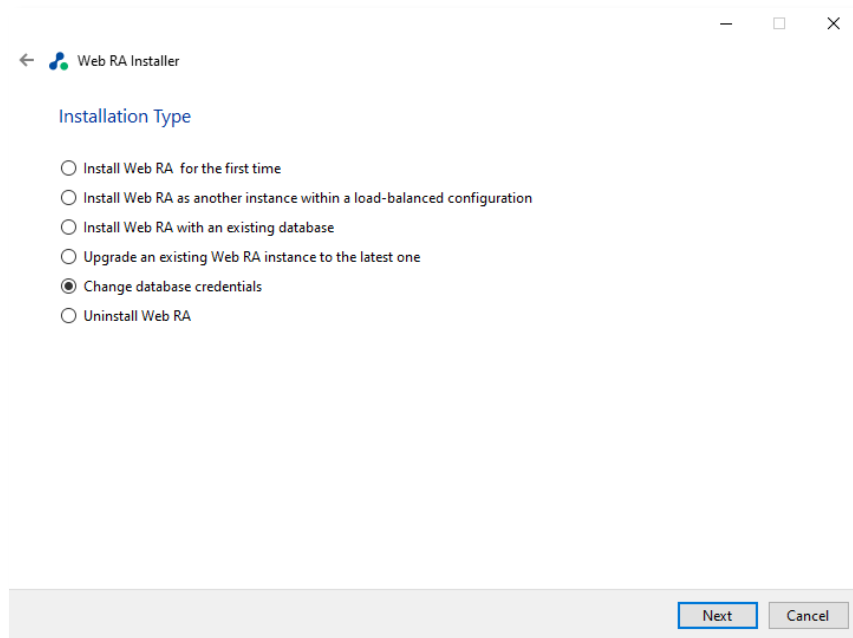 Web RA Installer
Installation Type
Install Web RA  for the first time
Install Web RA as another instance within a load-balanced configuration
Install Web RA with an existing database
Upgrade an existing Web RA instance to the latest one
Change database credentials
Uninstall Web RA
Next
Cancel